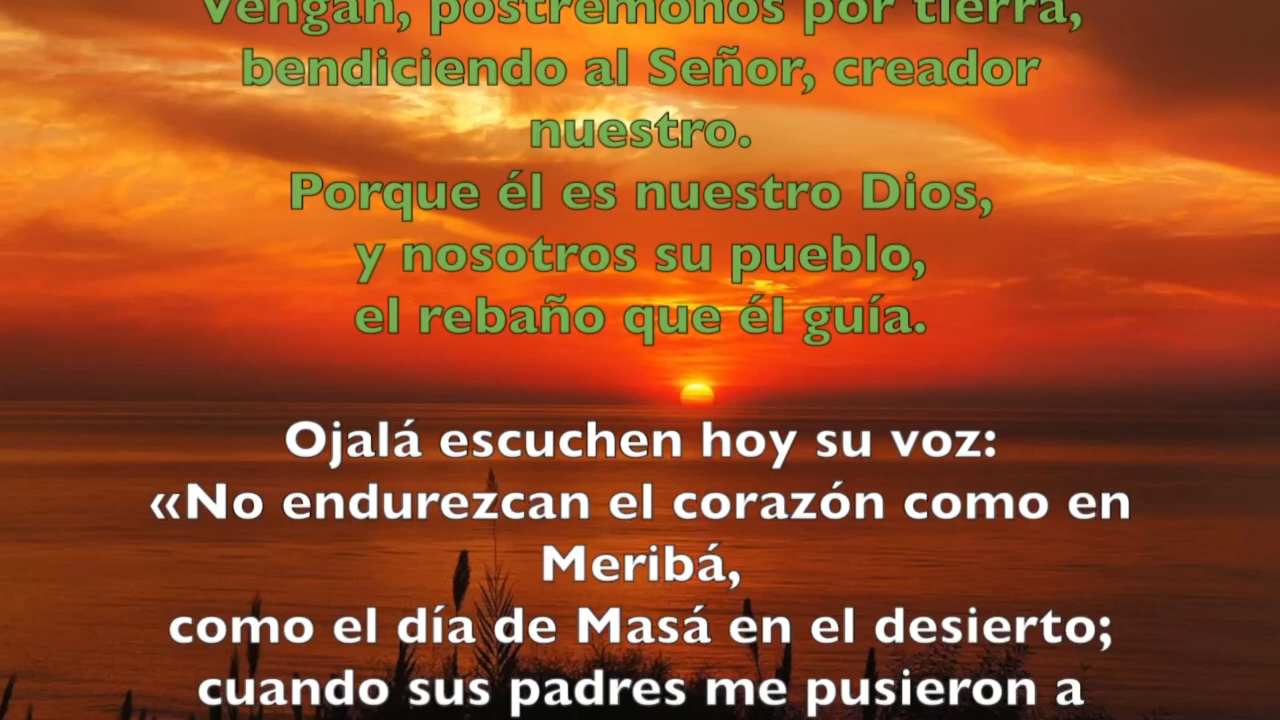 Vengan, postrémonos por tierra,
bendiciendo al Señor, creador
nuestro.
Porque él es nuestro Dios,
y nosotros su pueblo,
el rebaño que él guía.
Ojalá escuchen hoy su voz:
«No endurezcan el corazón como en
Meribá,
como el día de Masá en el desierto;
cuando sus padres me pusieron a